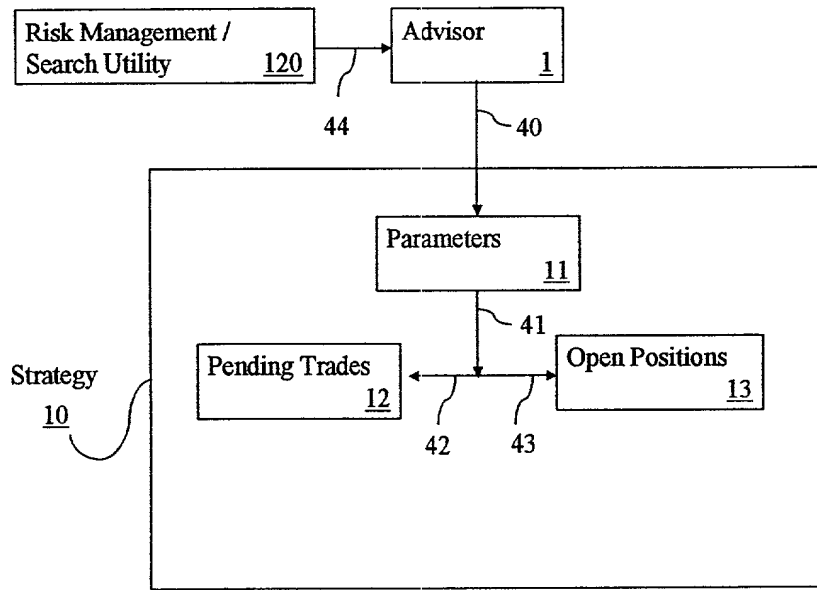 Risk Management /
Search Utility 120
Advisor
1
44
40
Parameters
11
41
Pending Trades
12
Open Positions
13
Strategy
10
42
43